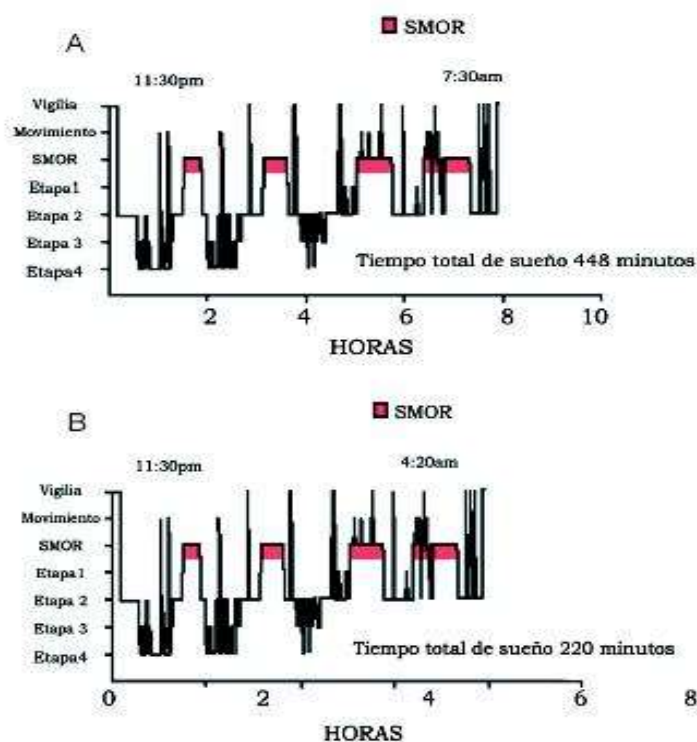 SMOR
A
11:30pm 7:30am
Vigilia
Movimiento
SMOR
Etapa1
Etapa 2
Etapa 3
Etapa4
Tiempo total de sueño 448 minutos
2 4 6 8 10
HORAS
SMOR
B
11:30pm 4:20am
Vigilia
Movimiento
SMOR
Etapa1
Etapa 2
Etapa 3
Etapa4
Tiempo total de sueño 220 minutos
0 2 4 6 8
HORAS